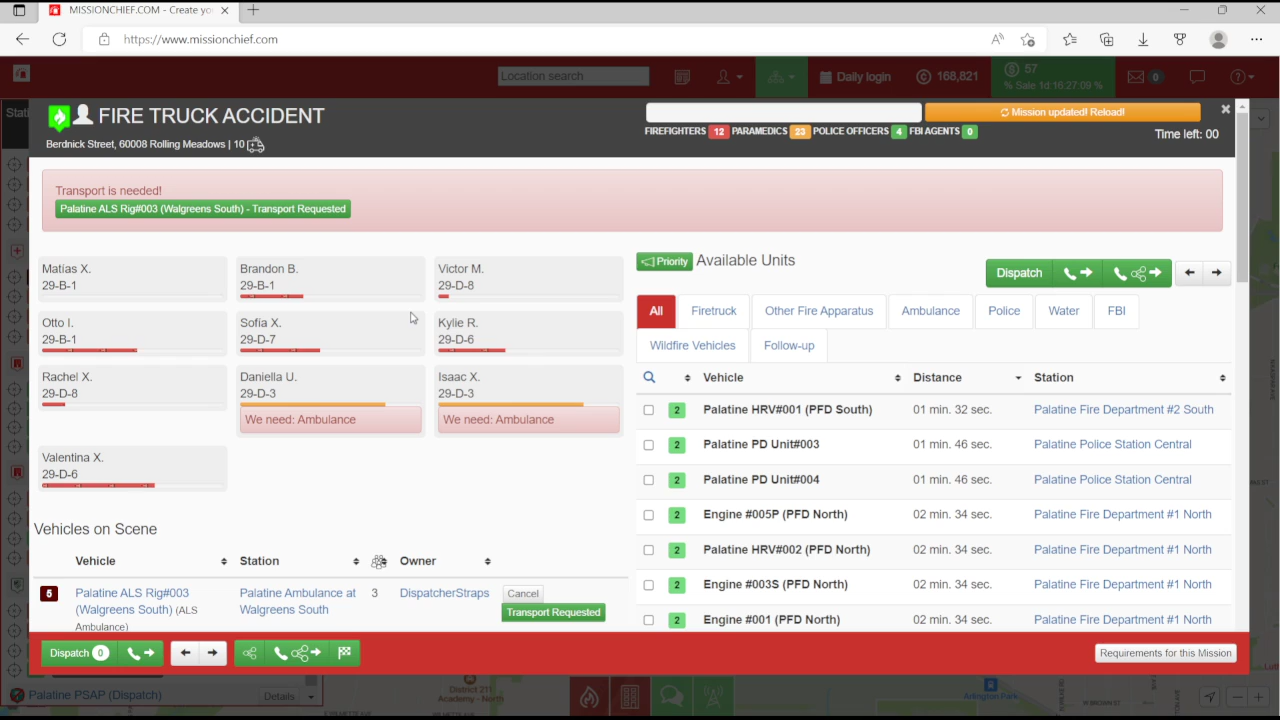 MISSIONCHIEF.COM - Create yo
https://www.missionchief.com
Location search
Daily login
168,821
57
% Sale 1d 16:27:09 %
0
Stati
FIRE TRUCK ACCIDENT
Berdnick Street, 60008 Rolling Meadows | 10
Mission updated! Reload!
FIREFIGHTERS 12 PARAMEDICS 23 POLICE OFFICERS 4 FBI AGENTS 0
Time left: 00
Transport is needed!
Palatine ALS Rig#003 (Walgreens South) - Transport Requested
Matías X.
29-B-1
Brandon B.
29-B-1
Victor M.
29-D-8
Otto I.
29-B-1
Sofía X.
29-D-7
Kylie R.
29-D-6
Rachel X.
29-D-8
Daniella U.
29-D-3
We need: Ambulance
Isaac X.
29-D-3
We need: Ambulance
Valentina X.
29-D-6
Vehicles on Scene
Vehicle Station Owner
5 Palatine ALS Rig#003 (Walgreens South) (ALS Ambulance) Palatine Ambulance at Walgreens South 3 DispatcherStraps Cancel
Transport Requested
Priority Available Units
Dispatch
All Firetruck Other Fire Apparatus Ambulance Police Water FBI
Wildfire Vehicles Follow-up
Vehicle Distance Station
2 Palatine HRV#001 (PFD South) 01 min. 32 sec. Palatine Fire Department #2 South
2 Palatine PD Unit#003 01 min. 46 sec. Palatine Police Station Central
2 Palatine PD Unit#004 01 min. 46 sec. Palatine Police Station Central
2 Engine #005P (PFD North) 02 min. 34 sec. Palatine Fire Department #1 North
2 Palatine HRV#002 (PFD North) 02 min. 34 sec. Palatine Fire Department #1 North
2 Engine #003S (PFD North) 02 min. 34 sec. Palatine Fire Department #1 North
2 Engine #001 (PFD North) 02 min. 34 sec. Palatine Fire Department #1 North
Dispatch 0
Requirements for this Mission
Palatine PSAP (Dispatch) Details
District 211
Academy - North
Arlington Park